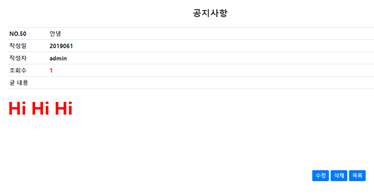 공지사항
NO.50 안녕
작성일 2019061
작성자 admin
조회수 1
글 내용
Hi Hi Hi
수정 삭제 목록